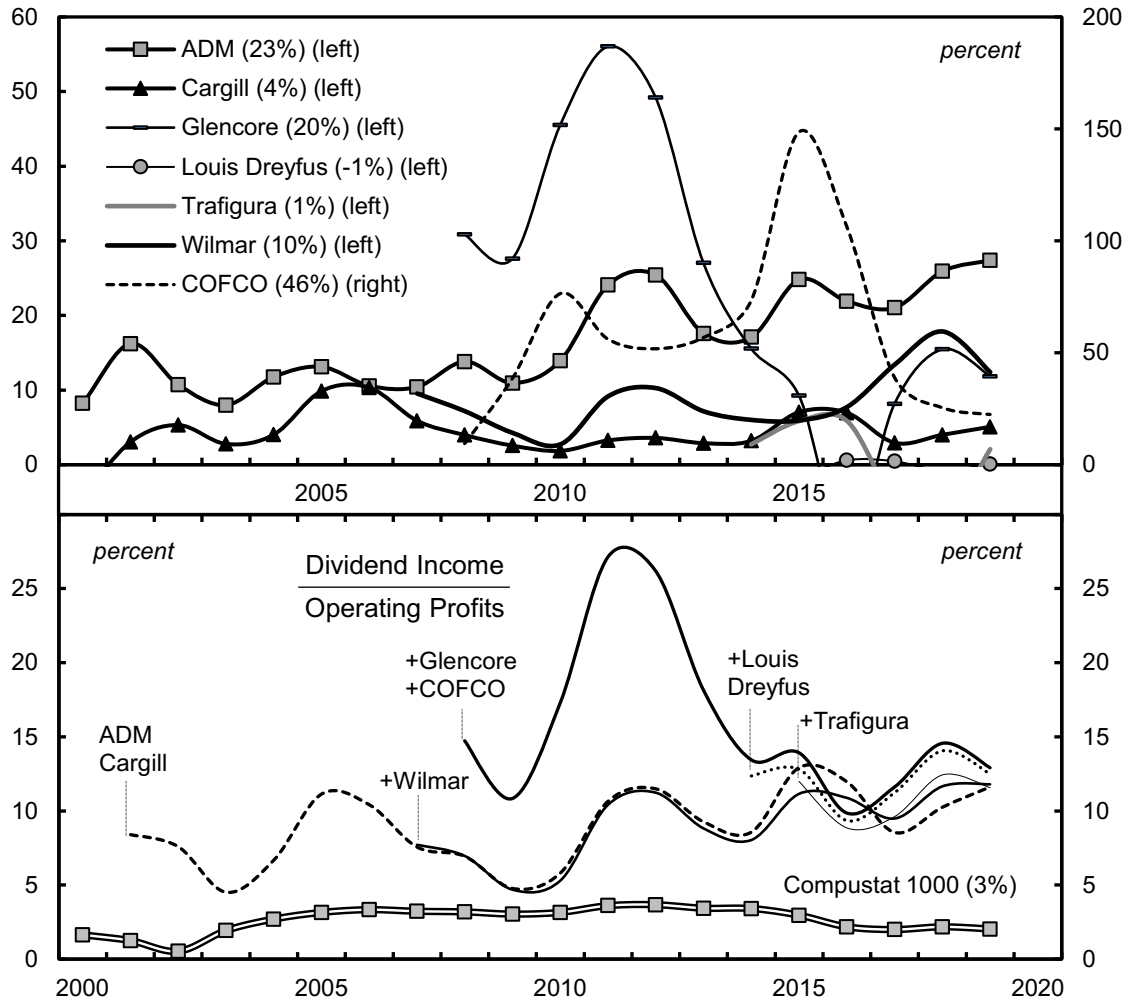 60
50
40
30
20
10
0
200
150
100
50
0
percent
ADM (23%) (left)
Cargill (4%) (left)
Glencore (20%) (left)
Louis Dreyfus (-1%) (left)
Trafigura (1%) (left)
Wilmar (10%) (left)
COFCO (46%) (right)
2005
2010
2015
percent
percent
Dividend Income
Operating Profits
25
20
15
10
5
0
25
20
15
10
5
0
+Glencore
+COFCO
+Louis
Dreyfus
+Trafigura
ADM
Cargill
+Wilmar
Compustat 1000 (3%)
2000
2005
2010
2015
2020